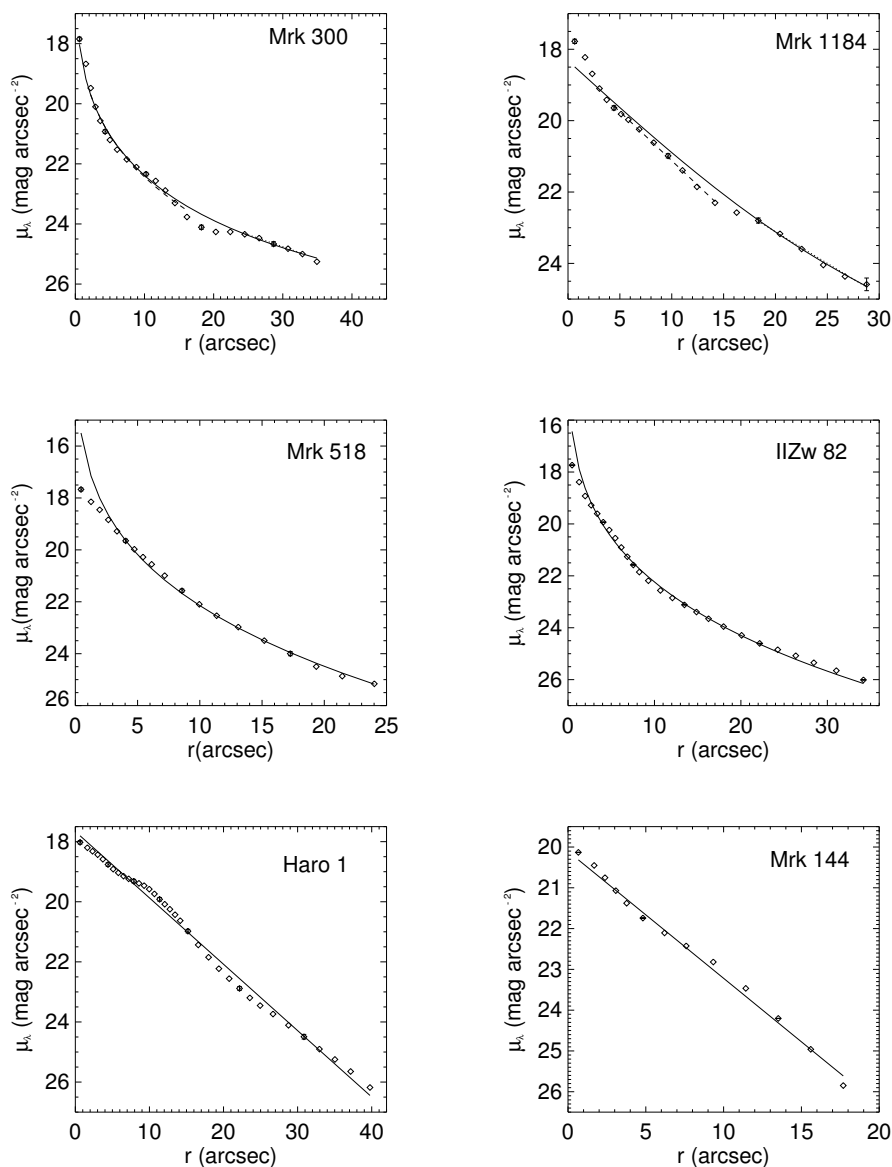 Mrk 300
18
20
22
24
26
μλ (mag arcsec⁻²)
0 10 20 30 40
r (arcsec)
Mrk 1184
17
18
19
20
21
22
23
24
25
μλ (mag arcsec⁻²)
0 5 10 15 20 25 30
r (arcsec)
Mrk 518
16
18
20
22
24
26
μλ(mag arcsec⁻²)
0 5 10 15 20 25
r(arcsec)
IIZw 82
16
18
20
22
24
26
μλ (mag arcsec⁻²)
0 10 20 30
r (arcsec)
Haro 1
18
20
22
24
26
μλ (mag arcsec⁻²)
0 10 20 30 40
r (arcsec)
Mrk 144
20
21
22
23
24
25
26
μλ (mag arcsec⁻²)
0 5 10 15 20
r (arcsec)